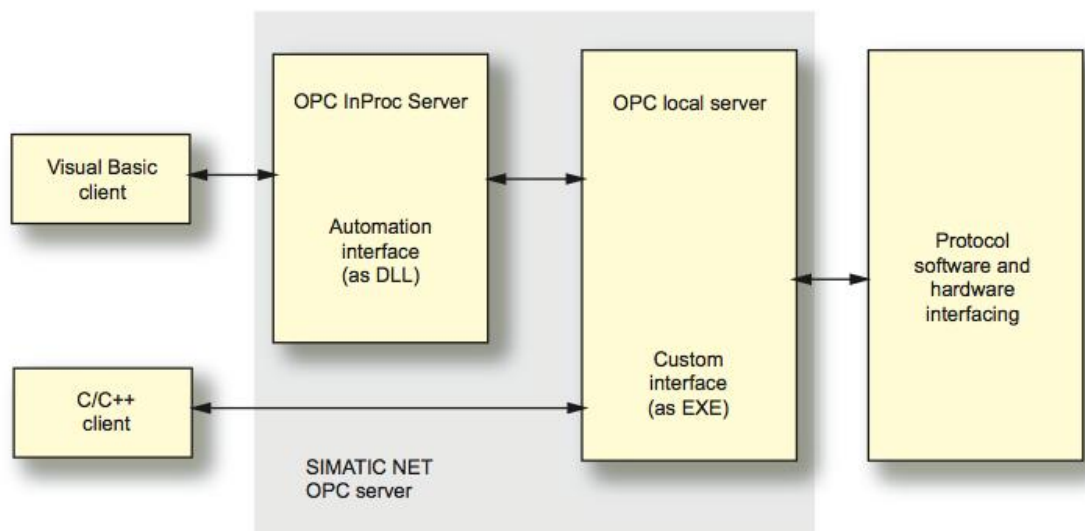 OPC InProc Server
OPC local server
Visual Basic
client
Automation
interface
(as DLL)
Protocol
software and
hardware
interfacing
C/C++
client
Custom
interface
(as EXE)
SIMATIC NET
OPC server